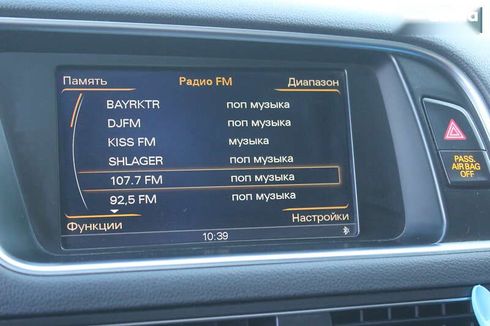 Память Радио FM Диапазон
BAYRKTR поп музыка
DJFM поп музыка
KISS FM музыка
SHLAGER поп музыка
107.7 FM поп музыка
92,5 FM поп музыка
Функции Настройки
10:39
PASS.
AIR BAG
OFF